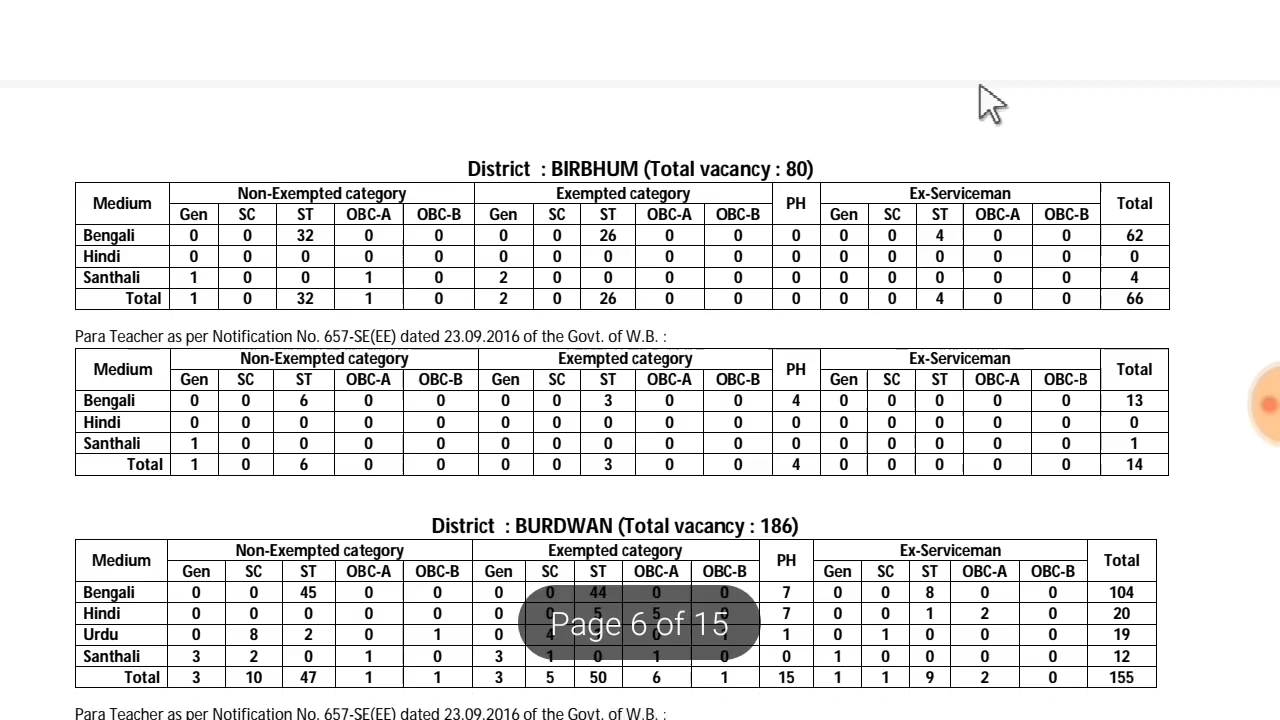 District : BIRBHUM (Total vacancy : 80)
Medium Non-Exempted category Exempted category PH Ex-Serviceman Total
Gen SC ST OBC-A OBC-B Gen SC ST OBC-A OBC-B Gen SC ST OBC-A OBC-B
Bengali 0 0 32 0 0 0 0 26 0 0 0 0 0 4 0 0 62
Hindi 0 0 0 0 0 0 0 0 0 0 0 0 0 0 0 0 0
Santhali 1 0 0 1 0 2 0 0 0 0 0 0 0 0 0 0 4
Total 1 0 32 1 0 2 0 26 0 0 0 0 0 4 0 0 66
Para Teacher as per Notification No. 657-SE(EE) dated 23.09.2016 of the Govt. of W.B. :
Medium Non-Exempted category Exempted category PH Ex-Serviceman Total
Gen SC ST OBC-A OBC-B Gen SC ST OBC-A OBC-B Gen SC ST OBC-A OBC-B
Bengali 0 0 6 0 0 0 0 3 0 0 4 0 0 0 0 0 13
Hindi 0 0 0 0 0 0 0 0 0 0 0 0 0 0 0 0 0
Santhali 1 0 0 0 0 0 0 0 0 0 0 0 0 0 0 0 1
Total 1 0 6 0 0 0 0 3 0 0 4 0 0 0 0 0 14
District : BURDWAN (Total vacancy : 186)
Medium Non-Exempted category Exempted category PH Ex-Serviceman Total
Gen SC ST OBC-A OBC-B Gen SC ST OBC-A OBC-B Gen SC ST OBC-A OBC-B
Bengali 0 0 45 0 0 0 0 44 0 0 7 0 0 8 0 0 104
Hindi 0 0 0 0 0 0 0 5 5 0 7 0 0 1 2 0 20
Page 6 of 15
Urdu 0 8 2 0 1 0 4 0 1 0 1 0 0 0 19
Santhali 3 2 0 1 0 3 1 0 1 0 0 1 0 0 0 0 12
Total 3 10 47 1 1 3 5 50 6 1 15 1 1 9 2 0 155
Para Teacher as per Notification No. 657-SE(EE) dated 23.09.2016 of the Govt. of W.B. :